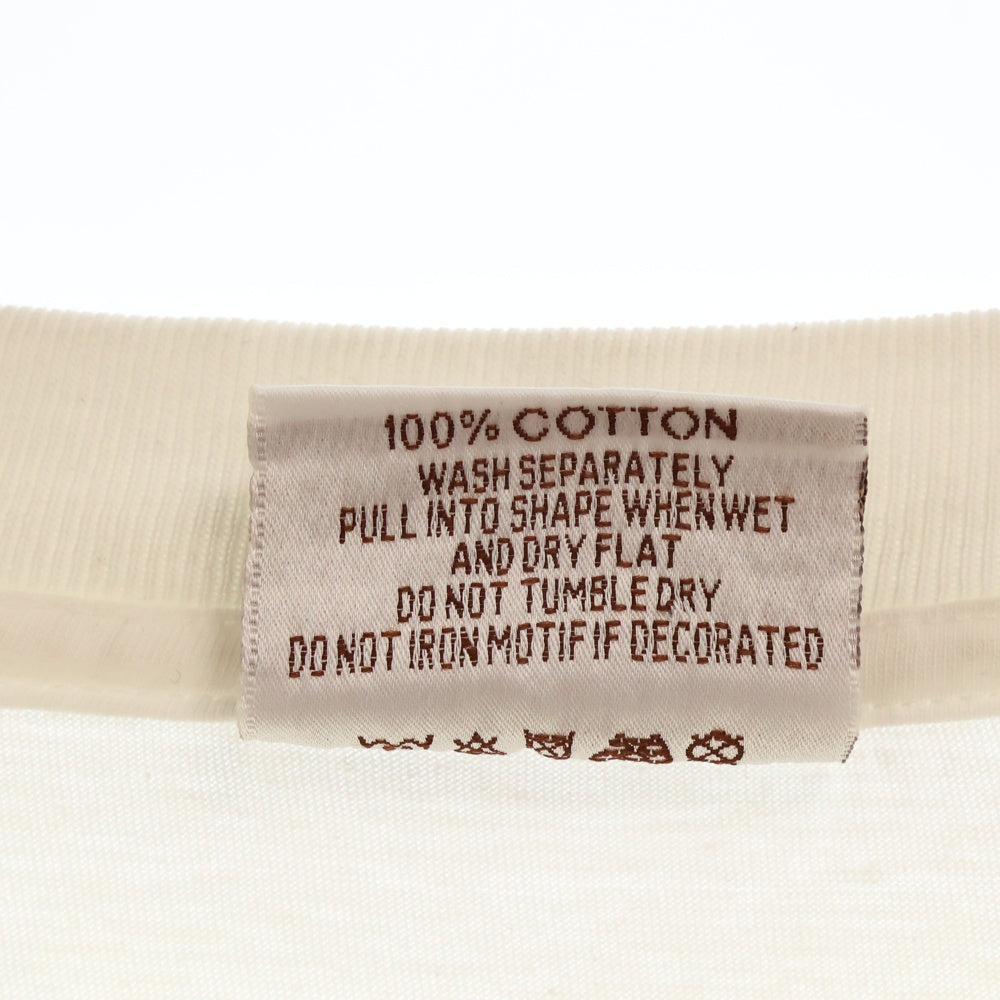 100% COTTON
WASH SEPARATELY
PULL INTO SHAPE WHEN WET
AND DRY FLAT
DO NOT TUMBLE DRY
DO NOT IRON MOTIF IF DECORATED